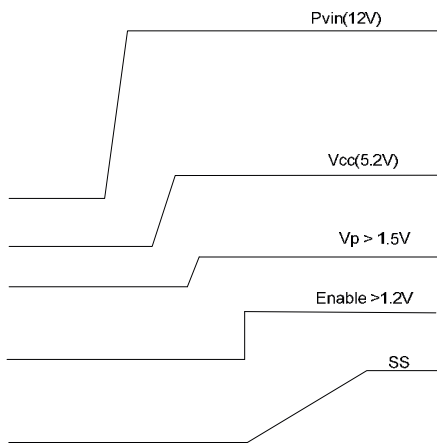 Pvin(12V)
Vcc(5.2V)
Vp > 1.5V
Enable >1.2V
SS